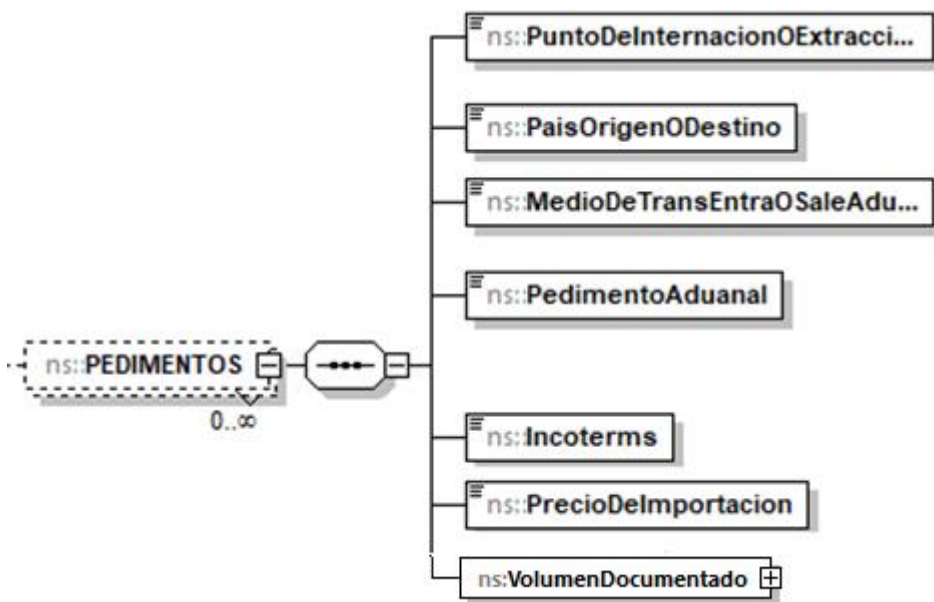 ns::PuntoDeInternacionOExtracci...
ns::PaisOrigenODestino
ns::MedioDeTransEntraOSaleAdu...
ns::PedimentoAduanal
ns::PEDIMENTOS
0..∞
ns::Incoterms
ns::PrecioDeImportacion
ns:VolumenDocumentado